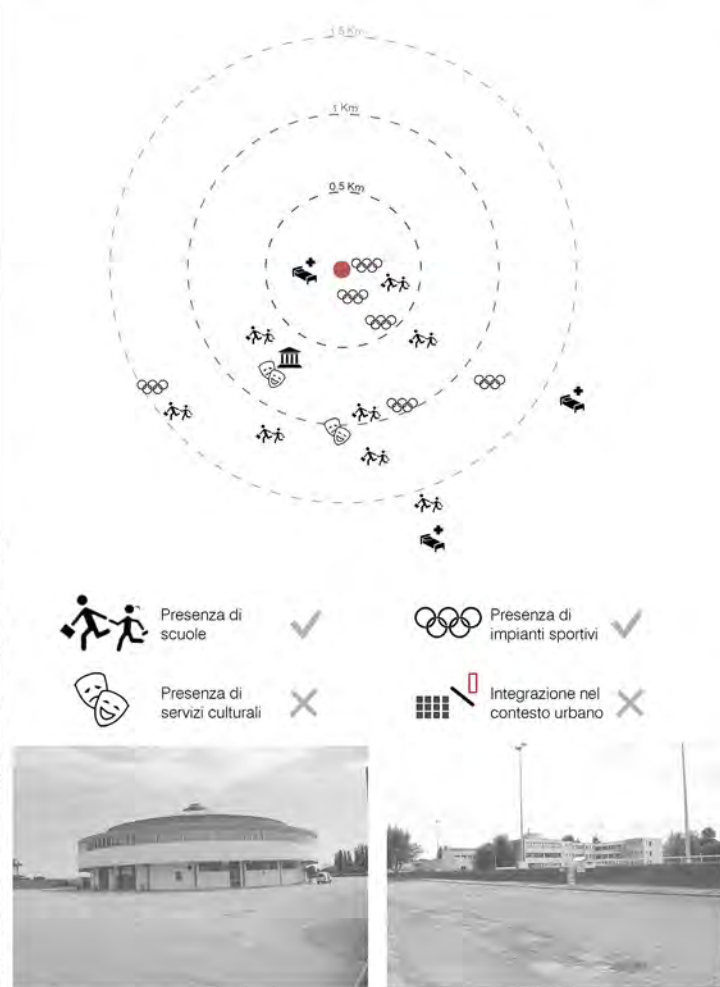 1.5 Km
1 Km
0.5 Km
Presenza di
scuole
Presenza di
impianti sportivi
Presenza di
servizi culturali
Integrazione nel
contesto urbano